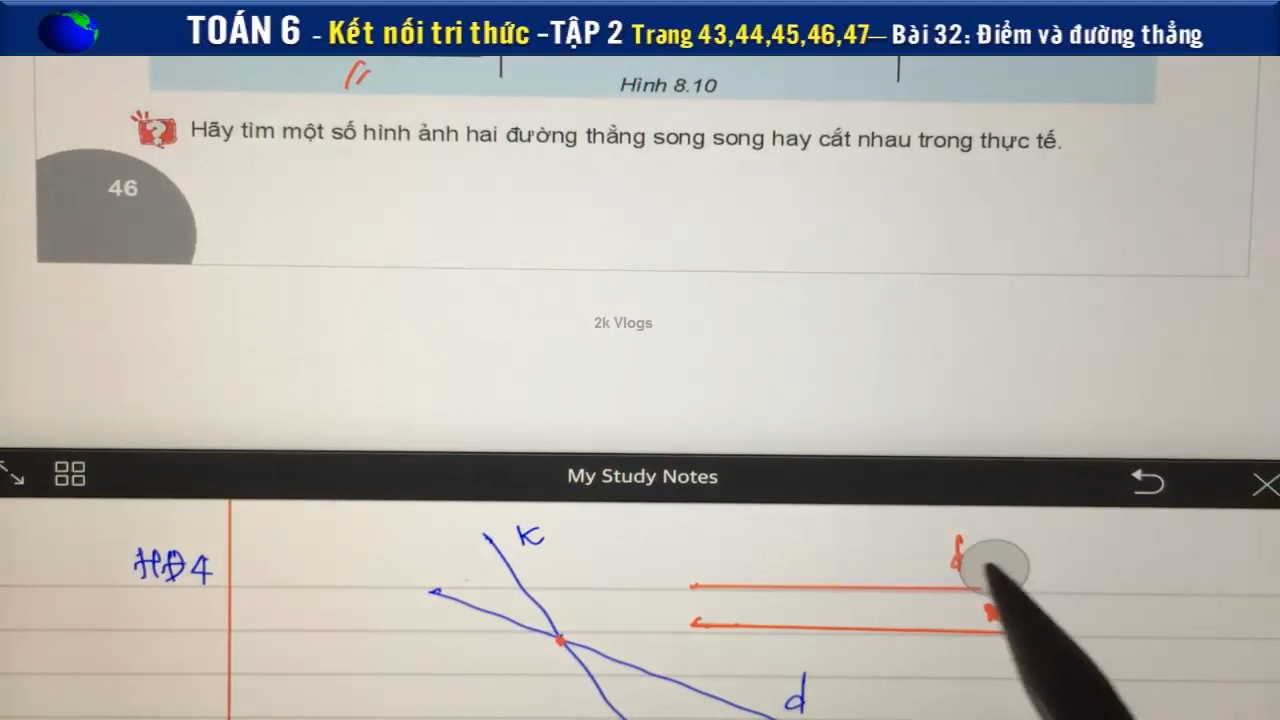 TOÁN 6 - Kết nối tri thức -TẬP 2 Trang 43,44,45,46,47- Bài 32: Điểm và đường thẳng
Hình 8.10
Hãy tìm một số hình ảnh hai đường thẳng song song hay cắt nhau trong thực tế.
46
2k Vlogs
My Study Notes
K
HĐ4
d